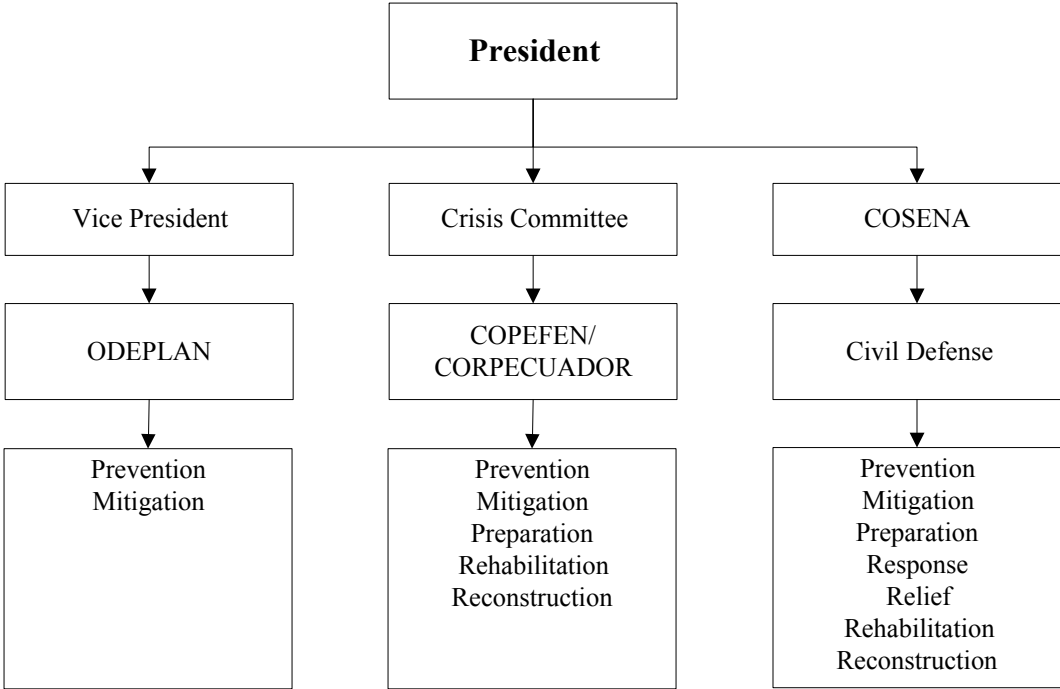 President
Vice President
Crisis Committee
COSENA
ODEPLAN
COPEFEN/
CORPECUADOR
Civil Defense
Prevention
Mitigation
Prevention
Mitigation
Preparation
Rehabilitation
Reconstruction
Prevention
Mitigation
Preparation
Response
Relief
Rehabilitation
Reconstruction